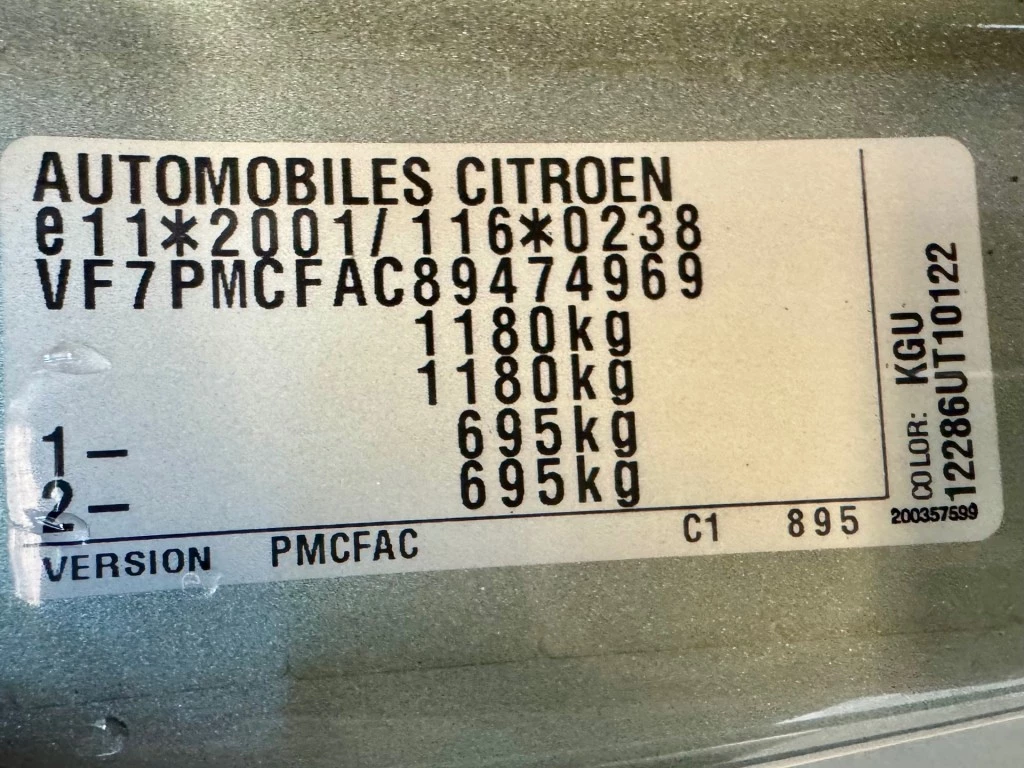 AUTOMOBILES CITROEN
e11*2001/116*0238
VF7PMCFAC89474969
1180kg
1180kg
1– 695kg
2– 695kg
VERSION PMCFAC C1 895
COLOR: KGU
12286UT10122
200357599